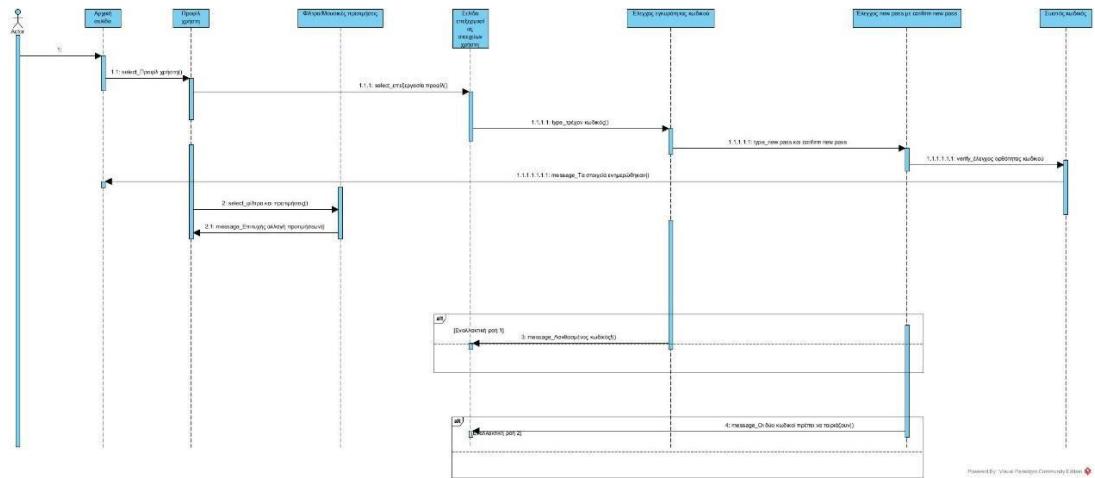 Actor
Αρχική
σελίδα
Προφίλ
χρήστη
Φίλτρα/Μουσικές προτιμήσεις
Σελίδα
επεξεργασί
ας
στοιχείων
χρήστη
Έλεγχος εγκυρότητας κωδικού
Έλεγχος new pass με confirm new pass
Σωστός κωδικός
1:
1.1: select_Προφίλ χρήστη()
1.1.1: select_επεξεργασία προφίλ()
1.1.1.1: type_τρέχον κωδικός()
1.1.1.1.1: type_new pass και confirm new pass
1.1.1.1.1.1: verify_έλεγχος ορθότητας κωδικού
1.1.1.1.1.1.1: message_Τα στοιχεία ενημερώθηκαν()
2: select_φίλτρα και προτιμήσεις()
2.1: message_Επιτυχής αλλαγή προτιμήσεων()
alt
[Εναλλακτική ροή 1]
3: message_Λανθασμένος κωδικός!()
alt
4: message_Οι δύο κωδικοί πρέπει να ταιριάζουν()
[Εναλλακτική ροή 2]
Powered By: Visual Paradigm Community Edition